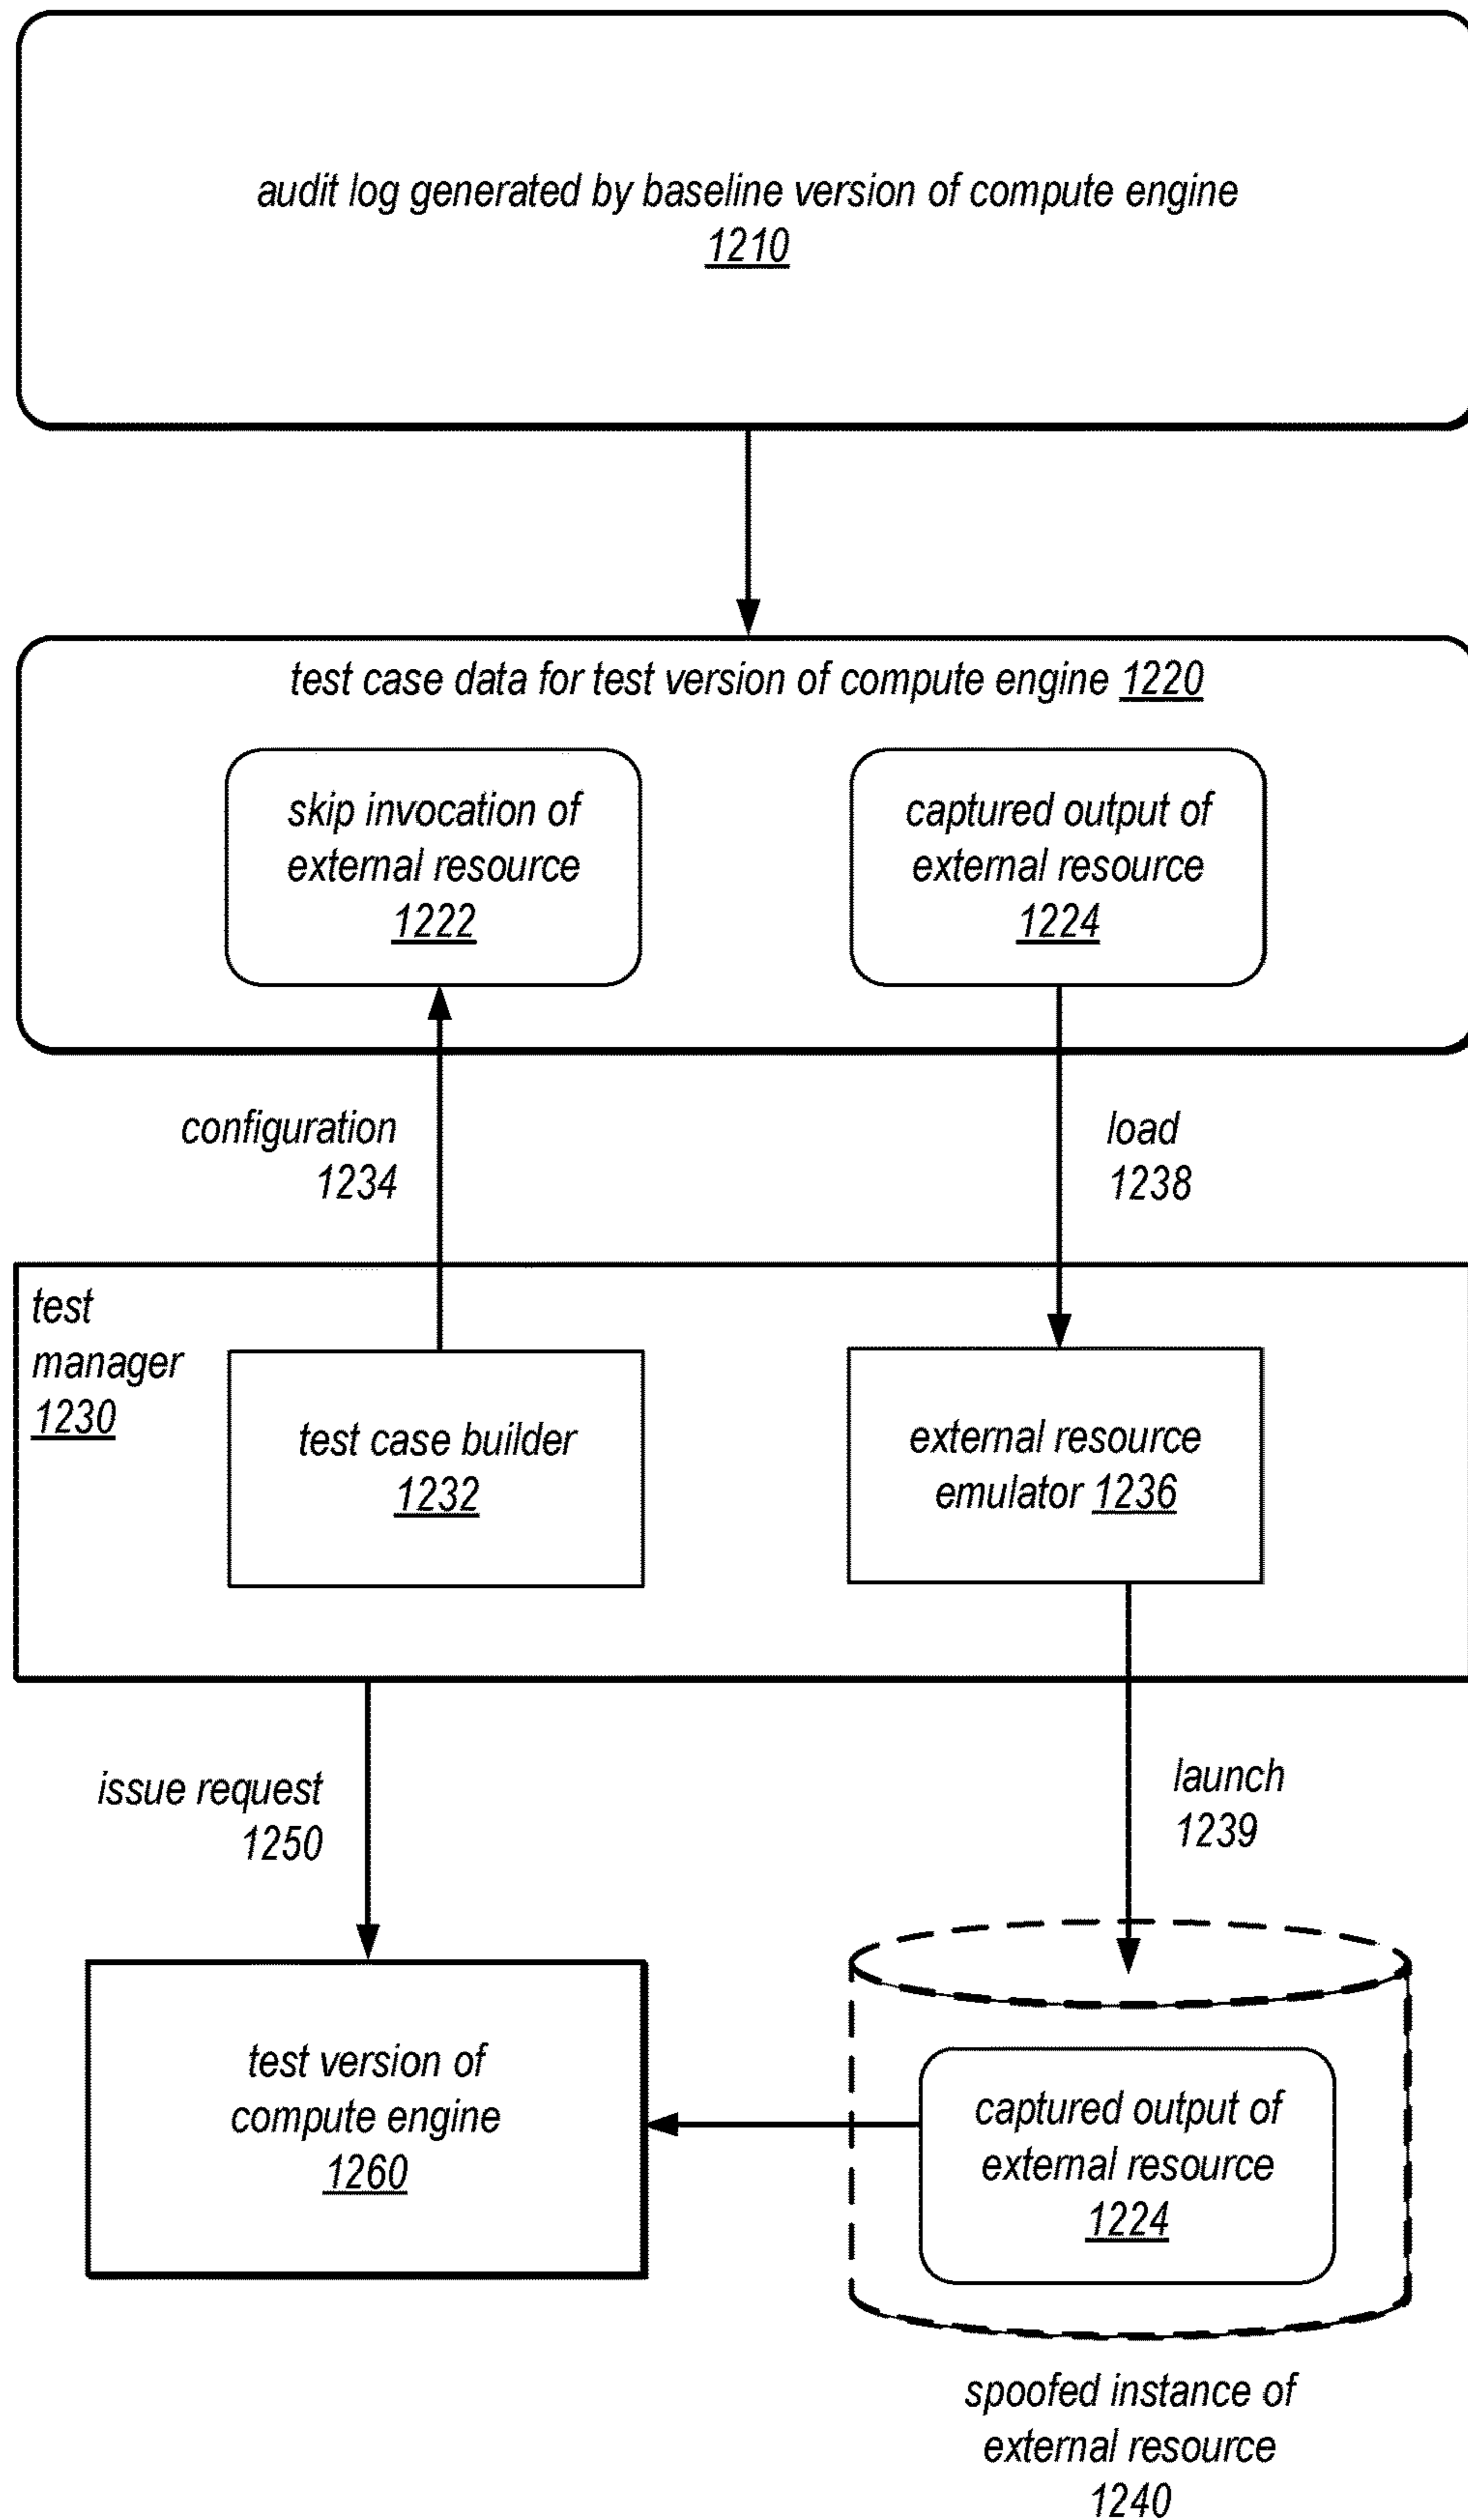 audit log generated by baseline version of compute engine
1210
test case data for test version of compute engine 1220
skip invocation of
external resource
1222
captured output of
external resource
1224
configuration
1234
load
1238
test
manager
1230
test case builder
1232
external resource
emulator 1236
issue request
1250
launch
1239
test version of
compute engine
1260
captured output of
external resource
1224
spoofed instance of
external resource
1240